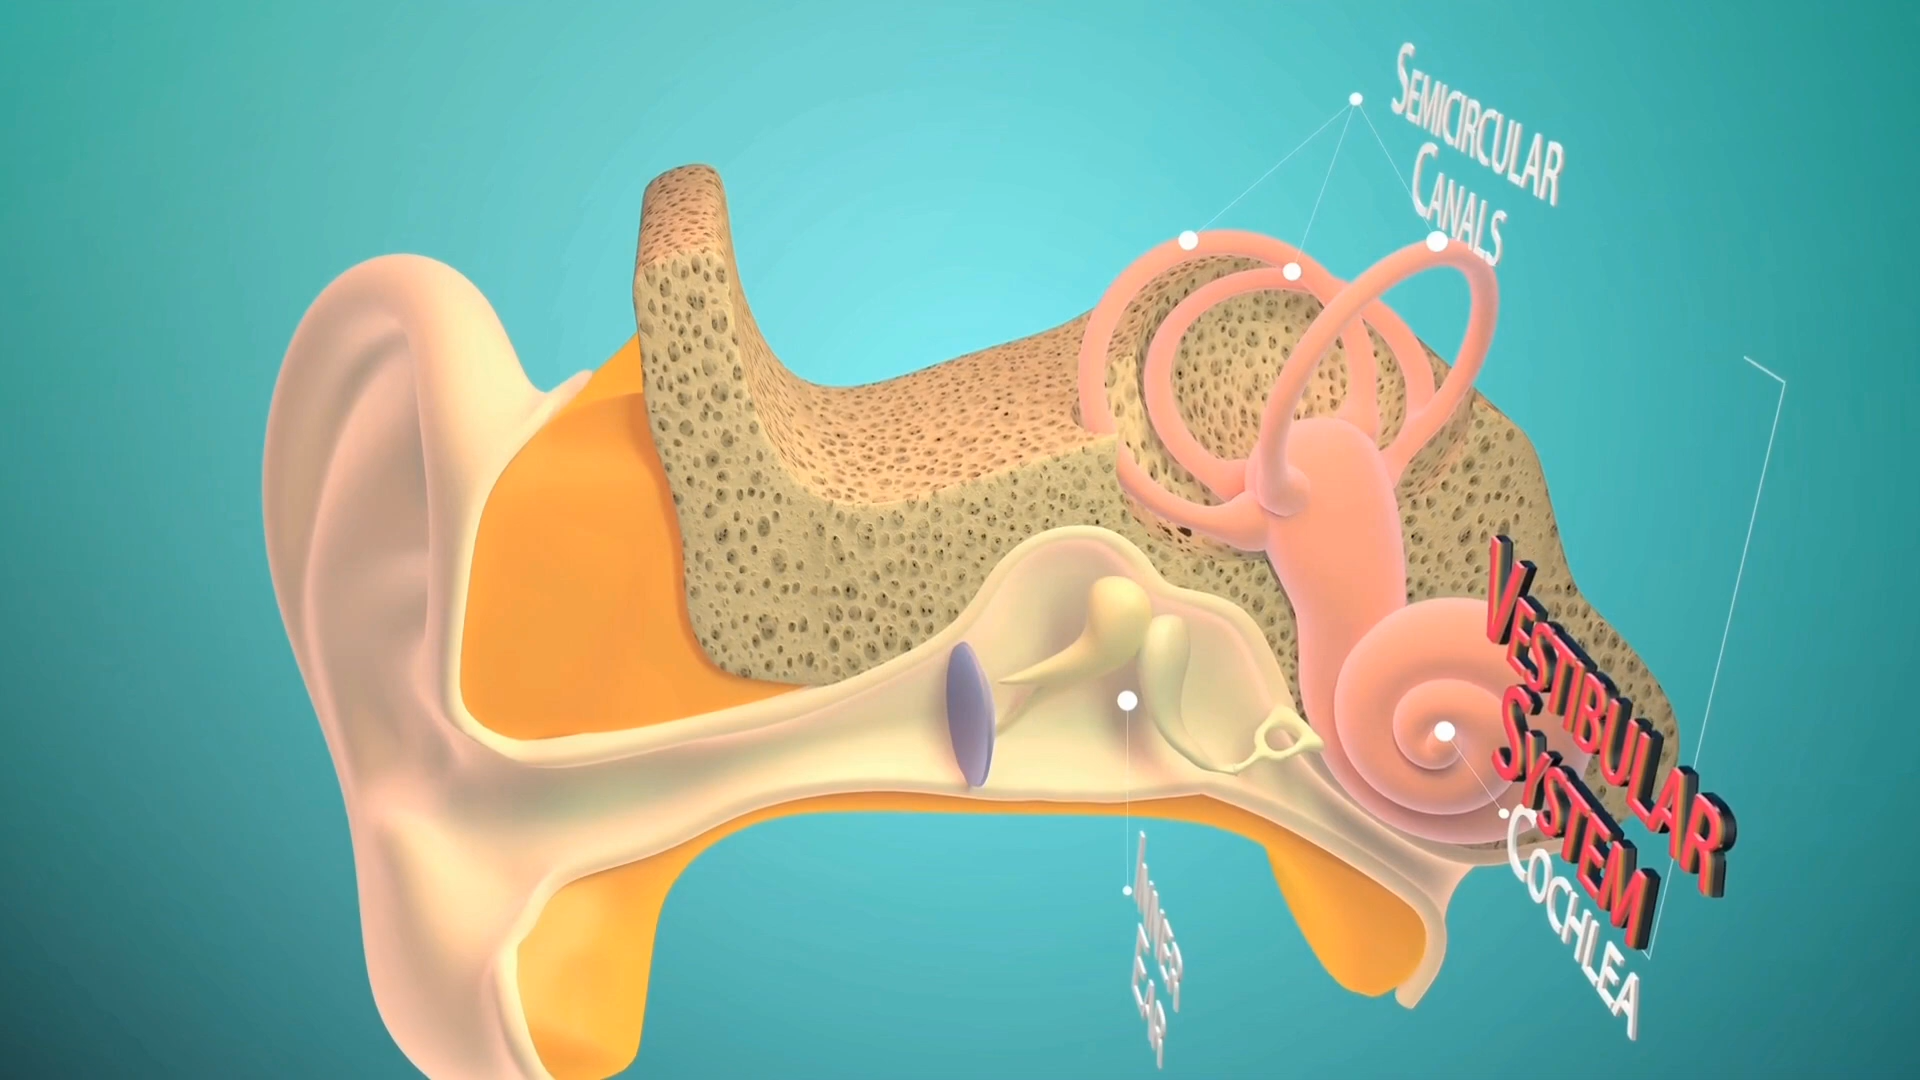 SEMICIRCULAR
CANALS
VESTIBULAR
SYSTEM
COCHLEA
INNER
EAR